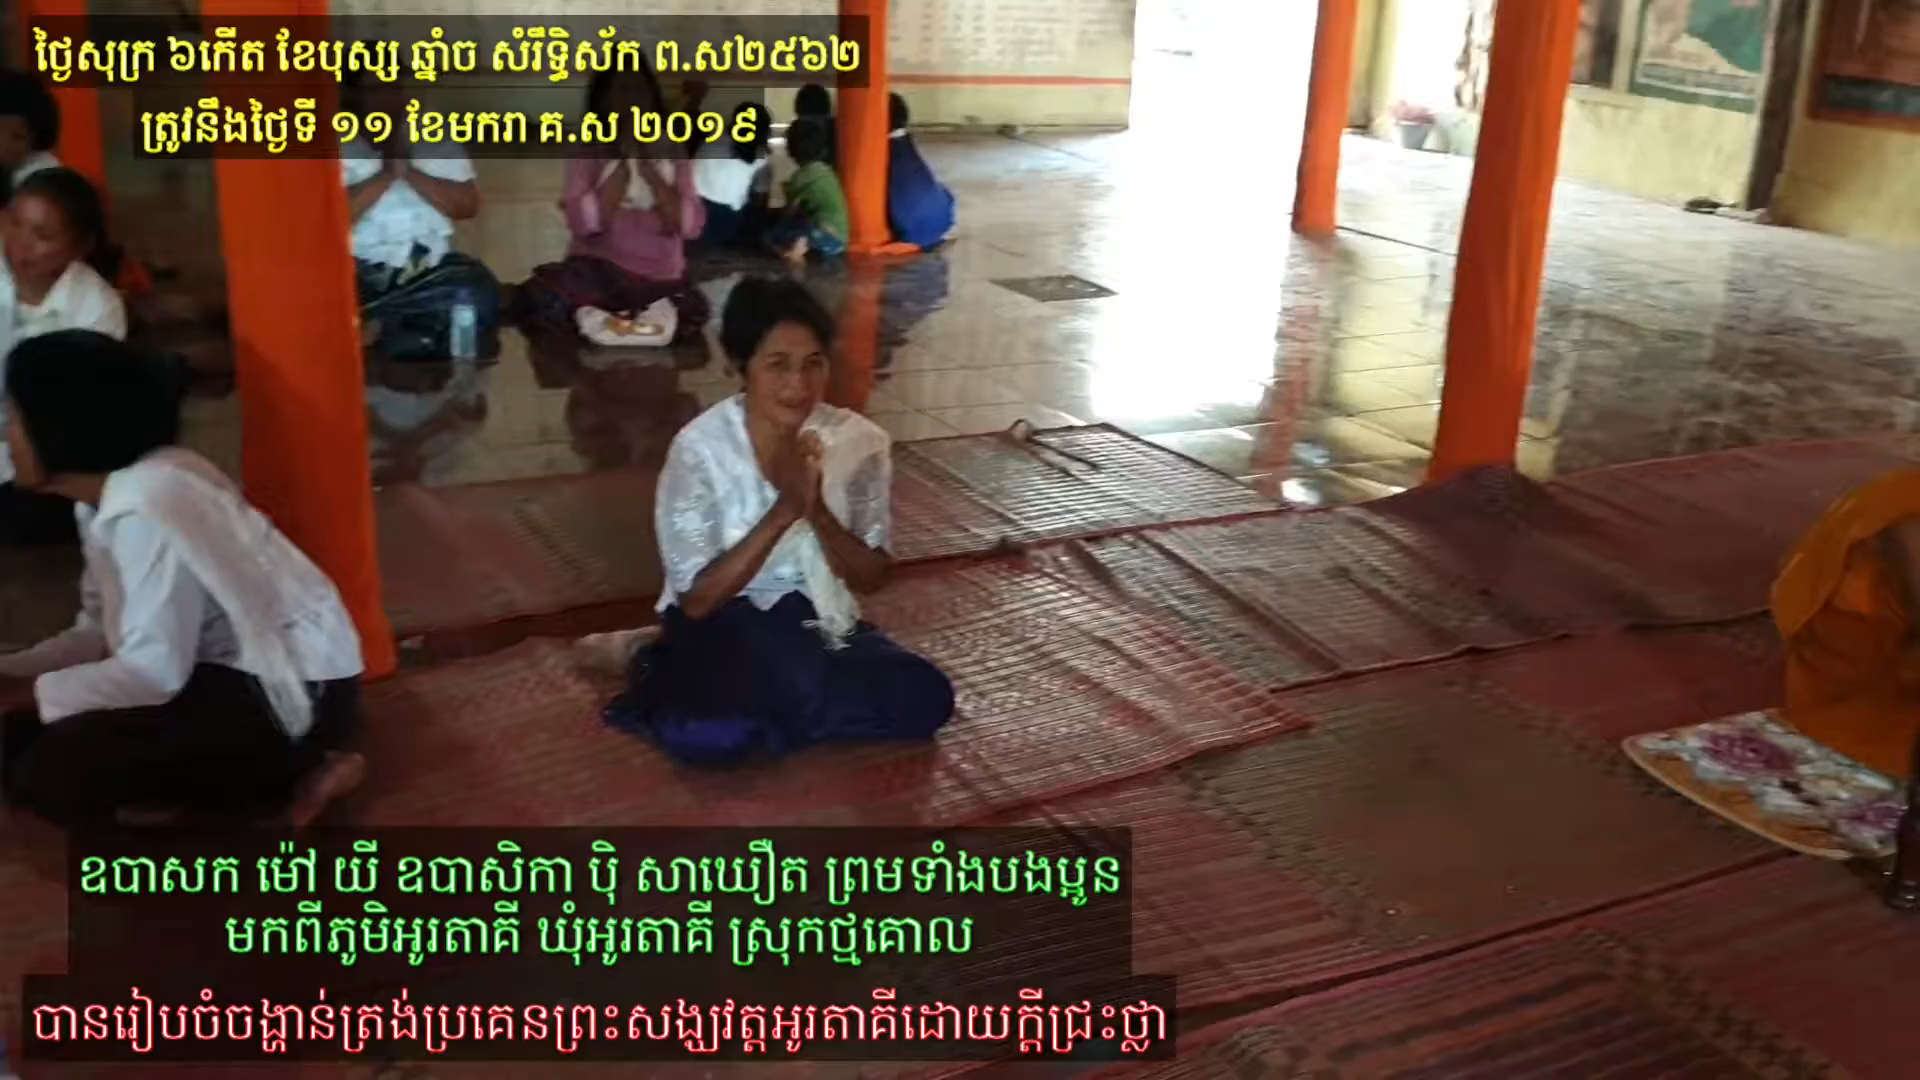 ថ្ងៃសុក្រ ៦កើត ខែបុស្ស ឆ្នាំច សំរឹទ្ធិស័ក ព.ស២៥៦២
ត្រូវនឹងថ្ងៃទី ១១ ខែមករា គ.ស ២០១៩
ឧបាសក ម៉ៅ យី ឧបាសិកា ប៉ិ សាឃឿត ព្រមទាំងបងប្អូន
មកពីភូមិអូរតាគី ឃុំអូរតាគី ស្រុកថ្មគោល
បានរៀបចំចង្ហាន់ត្រង់ប្រគេនព្រះសង្ឃវត្តអូរតាគីដោយក្ដីជ្រះថ្លា